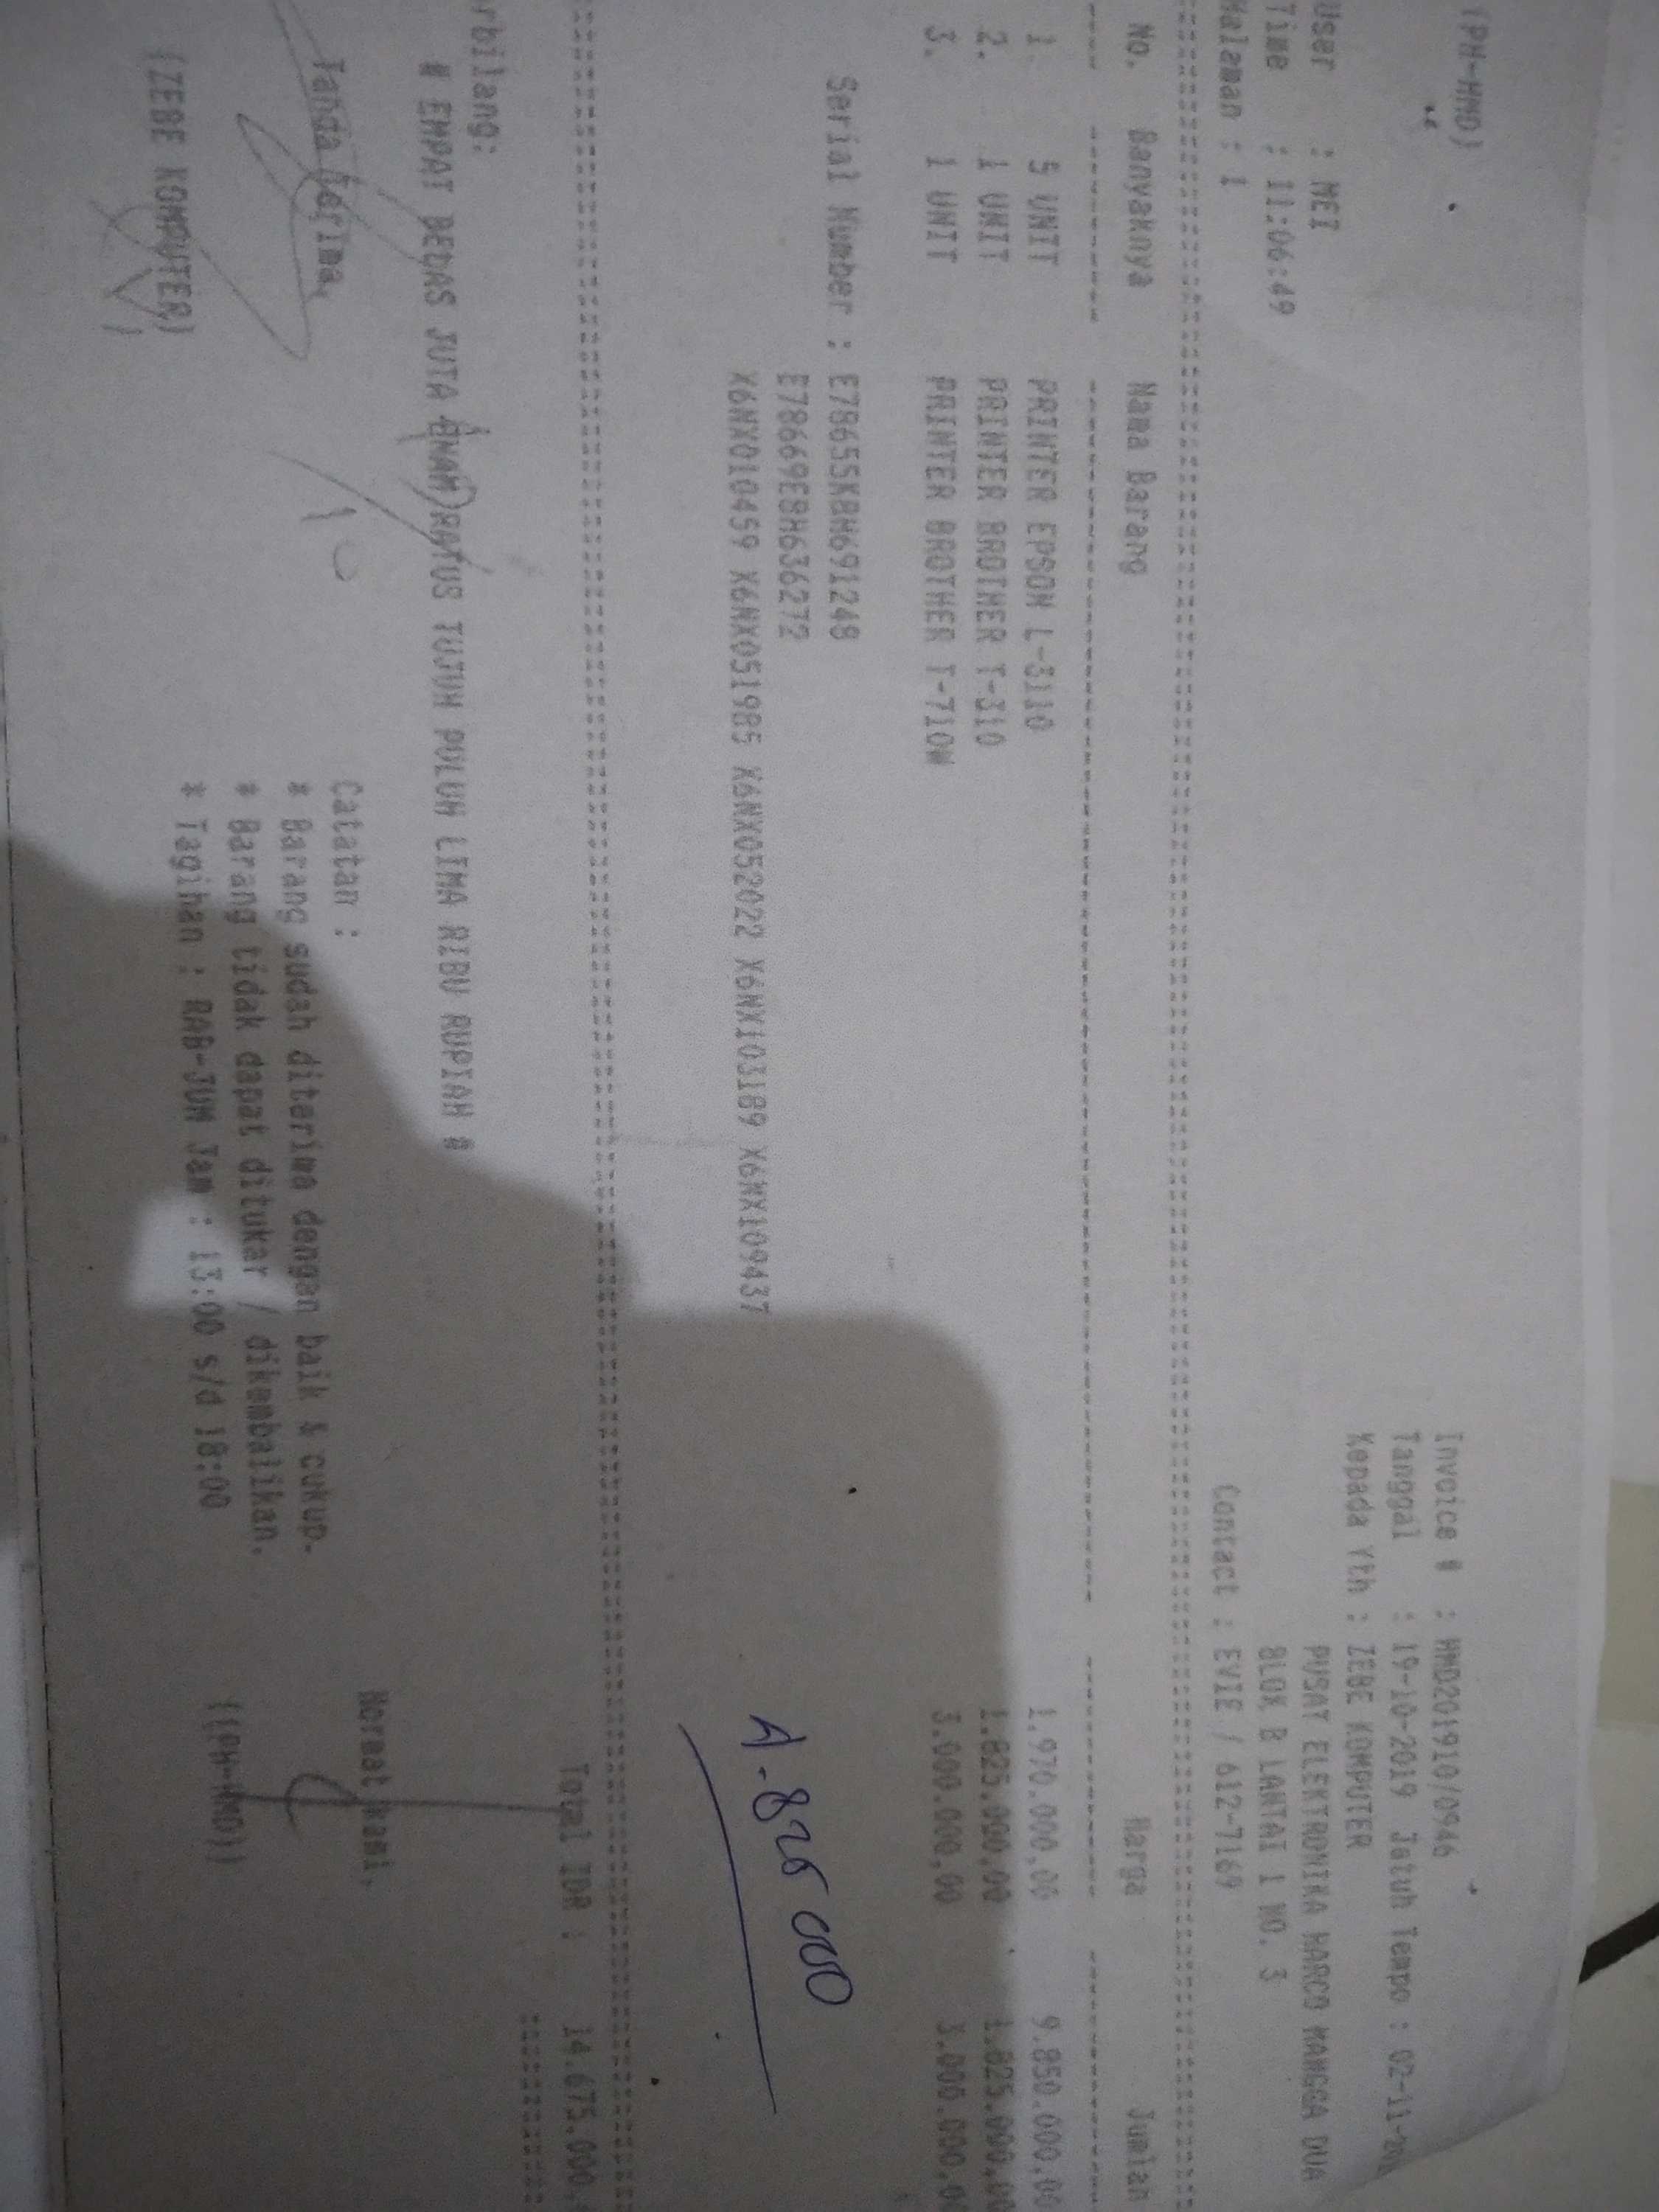 (PH-HMD)
Invoice # : HMD201910/0946
Tanggal : 19-10-2019 Jatuh Tempo : 02-11-20
User : MEI
Kepada Yth : ZEBE KOMPUTER
Time : 11:06:49
PUSAT ELEKTRONIKA HARCO MANGGA DUA
Halaman : 1
BLOK B LANTAI 1 NO. 3
Contact : EVIE / 612-7169
No. Banyaknya Nama Barang Harga Jumlah
1. 5 UNIT PRINTER EPSON L-3110 1.970.000,00 9.850.000,00
2. 1 UNIT PRINTER BROTHER T-310 1.825.000,00 1.825.000,00
3. 1 UNIT PRINTER BROTHER T-710W 3.000.000,00 3.000.000,0
Serial Number : E78655K8H691248
E78669E8H636272
X6NX010459 X6NX051985 X6NX052022 X6NX103189 X6NX109437
4.825 000
Total IDR : 14.675.000,
rbilang:
# EMPAT BELAS JUTA ENAM RATUS TUJUH PULUH LIMA RIBU RUPIAH #
Tanda Terima,
Catatan :
Hormat Kami,
* Barang sudah diterima dengan baik & cukup.
* Barang tidak dapat ditukar / dikembalikan.
* Tagihan : RAB-JUM Jam : 13:00 s/d 18:00
(ZEBE KOMPUTER)
((PH-HMD))